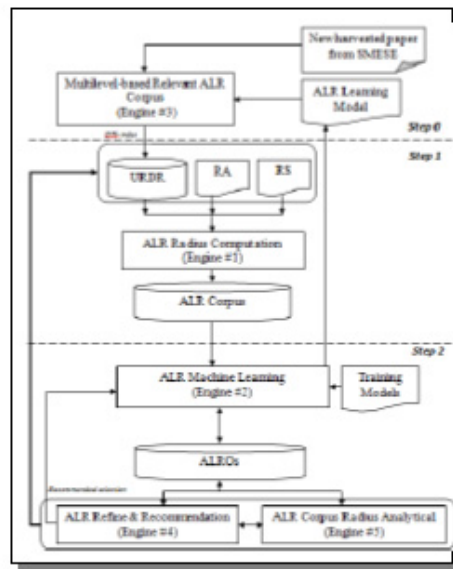 New harvested paper
from SMESE
Multilevel-based Relevant ALR
Corpus
(Engine #3)
ALR Learning
Model
Step 0
Step 1
URDR
RA
RS
ALR Radius Computation
(Engine #1)
ALR Corpus
Step 2
ALR Machine Learning
(Engine #2)
Training
Models
ALROs
Recommended selection
ALR Refine & Recommendation
(Engine #4)
ALR Corpus Radius Analytical
(Engine #5)